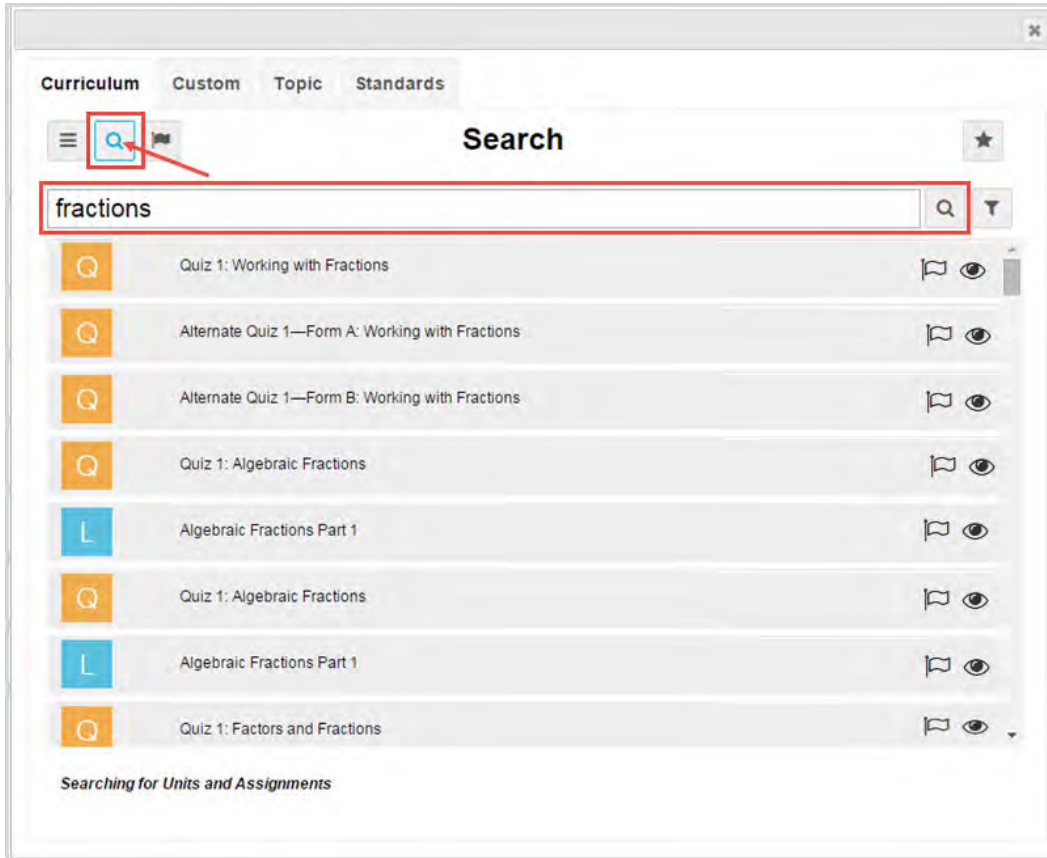 Curriculum Custom Topic Standards
Search
fractions
Q Quiz 1: Working with Fractions
Q Alternate Quiz 1—Form A: Working with Fractions
Q Alternate Quiz 1—Form B: Working with Fractions
Q Quiz 1: Algebraic Fractions
L Algebraic Fractions Part 1
Q Quiz 1: Algebraic Fractions
L Algebraic Fractions Part 1
Q Quiz 1: Factors and Fractions
Searching for Units and Assignments